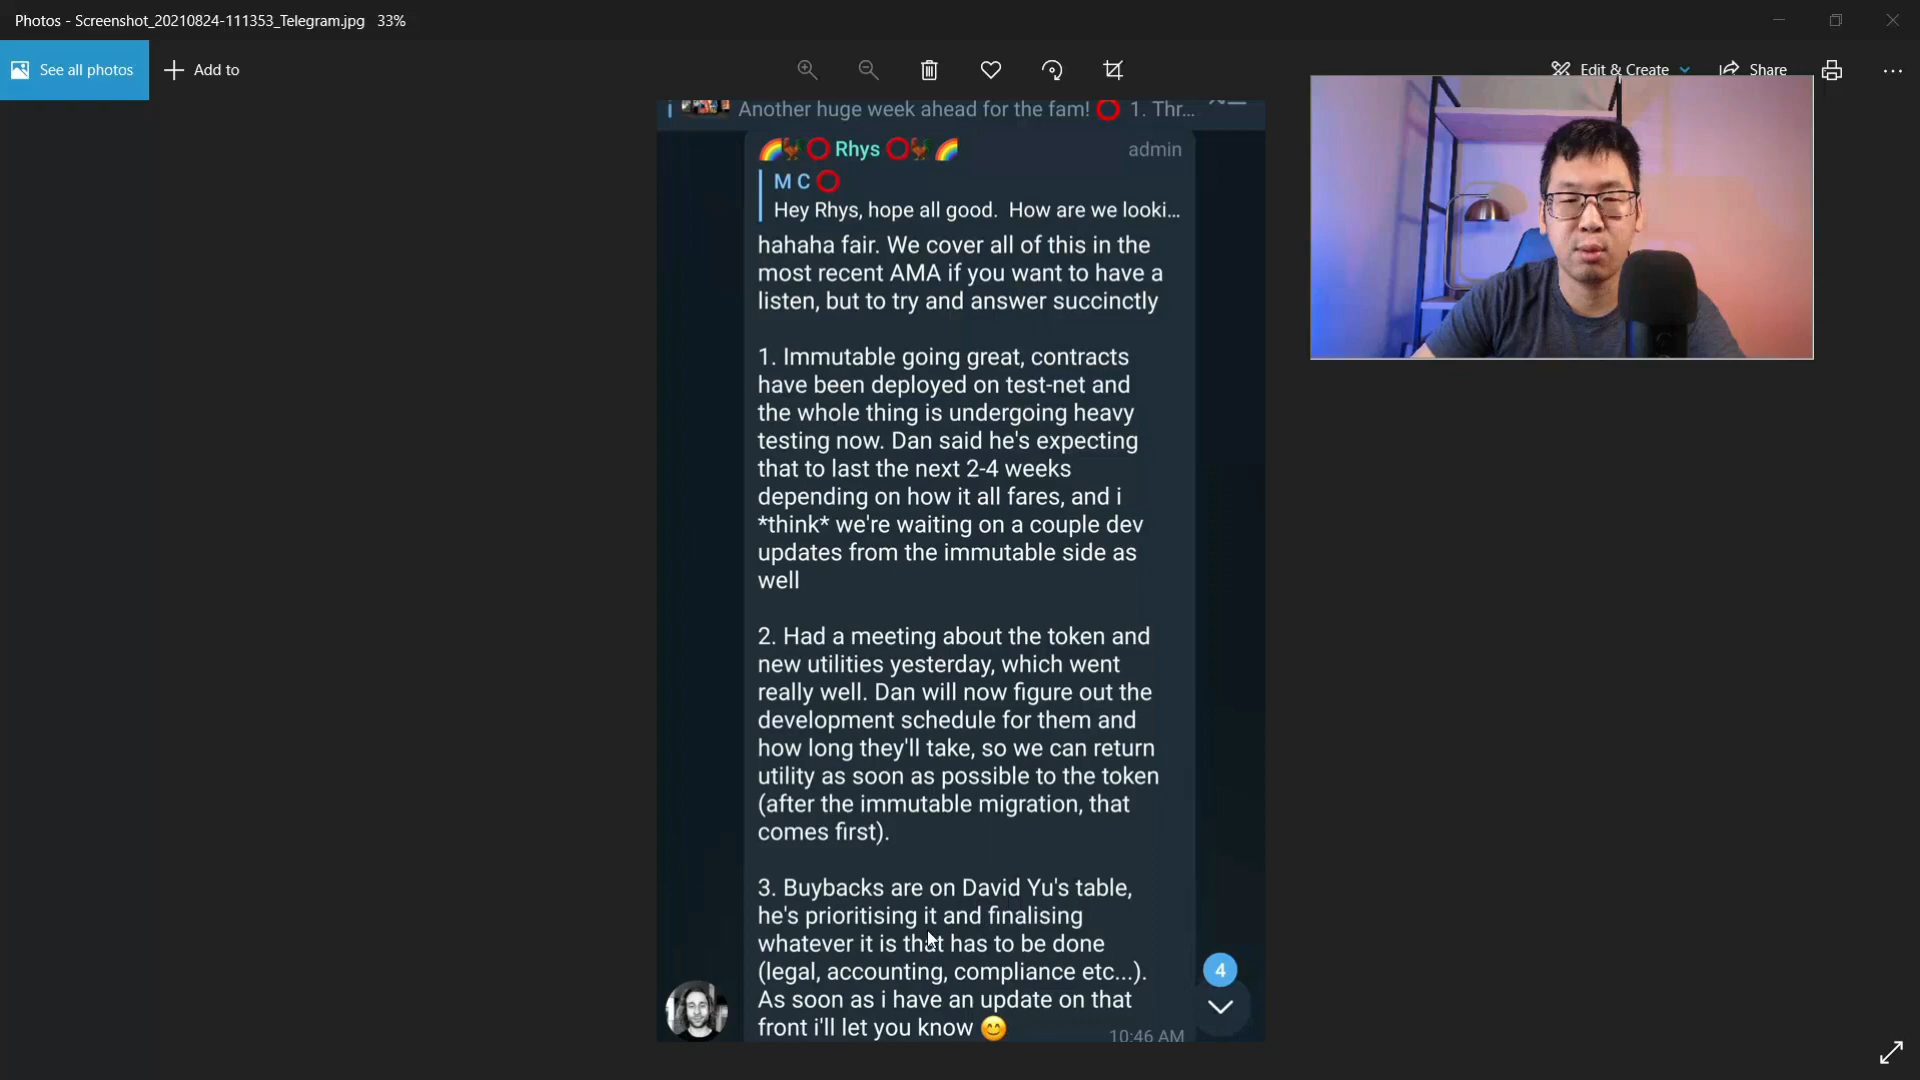 Photos - Screenshot_20210824-111353_Telegram.jpg 33%
See all photos
Add to
Edit & Create
Share
Another huge week ahead for the fam! ⭕ 1. Thr...
🌈🐓⭕ Rhys ⭕🐓🌈
admin
M C ⭕
Hey Rhys, hope all good. How are we looki...
hahaha fair. We cover all of this in the
most recent AMA if you want to have a
listen, but to try and answer succinctly
1. Immutable going great, contracts
have been deployed on test-net and
the whole thing is undergoing heavy
testing now. Dan said he's expecting
that to last the next 2-4 weeks
depending on how it all fares, and i
*think* we're waiting on a couple dev
updates from the immutable side as
well
2. Had a meeting about the token and
new utilities yesterday, which went
really well. Dan will now figure out the
development schedule for them and
how long they'll take, so we can return
utility as soon as possible to the token
(after the immutable migration, that
comes first).
3. Buybacks are on David Yu's table,
he's prioritising it and finalising
whatever it is that has to be done
(legal, accounting, compliance etc...).
As soon as i have an update on that
front i'll let you know 😊
10:46 AM
4